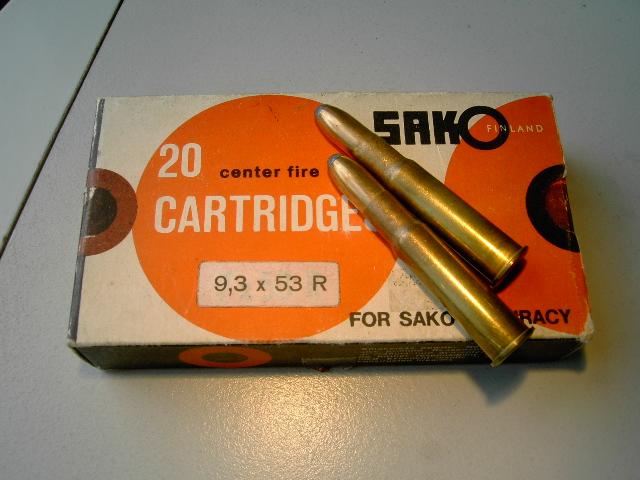 SAKO
FINLAND
20 center fire
CARTRIDGE
9,3 x 53 R
FOR SAKO
RACY